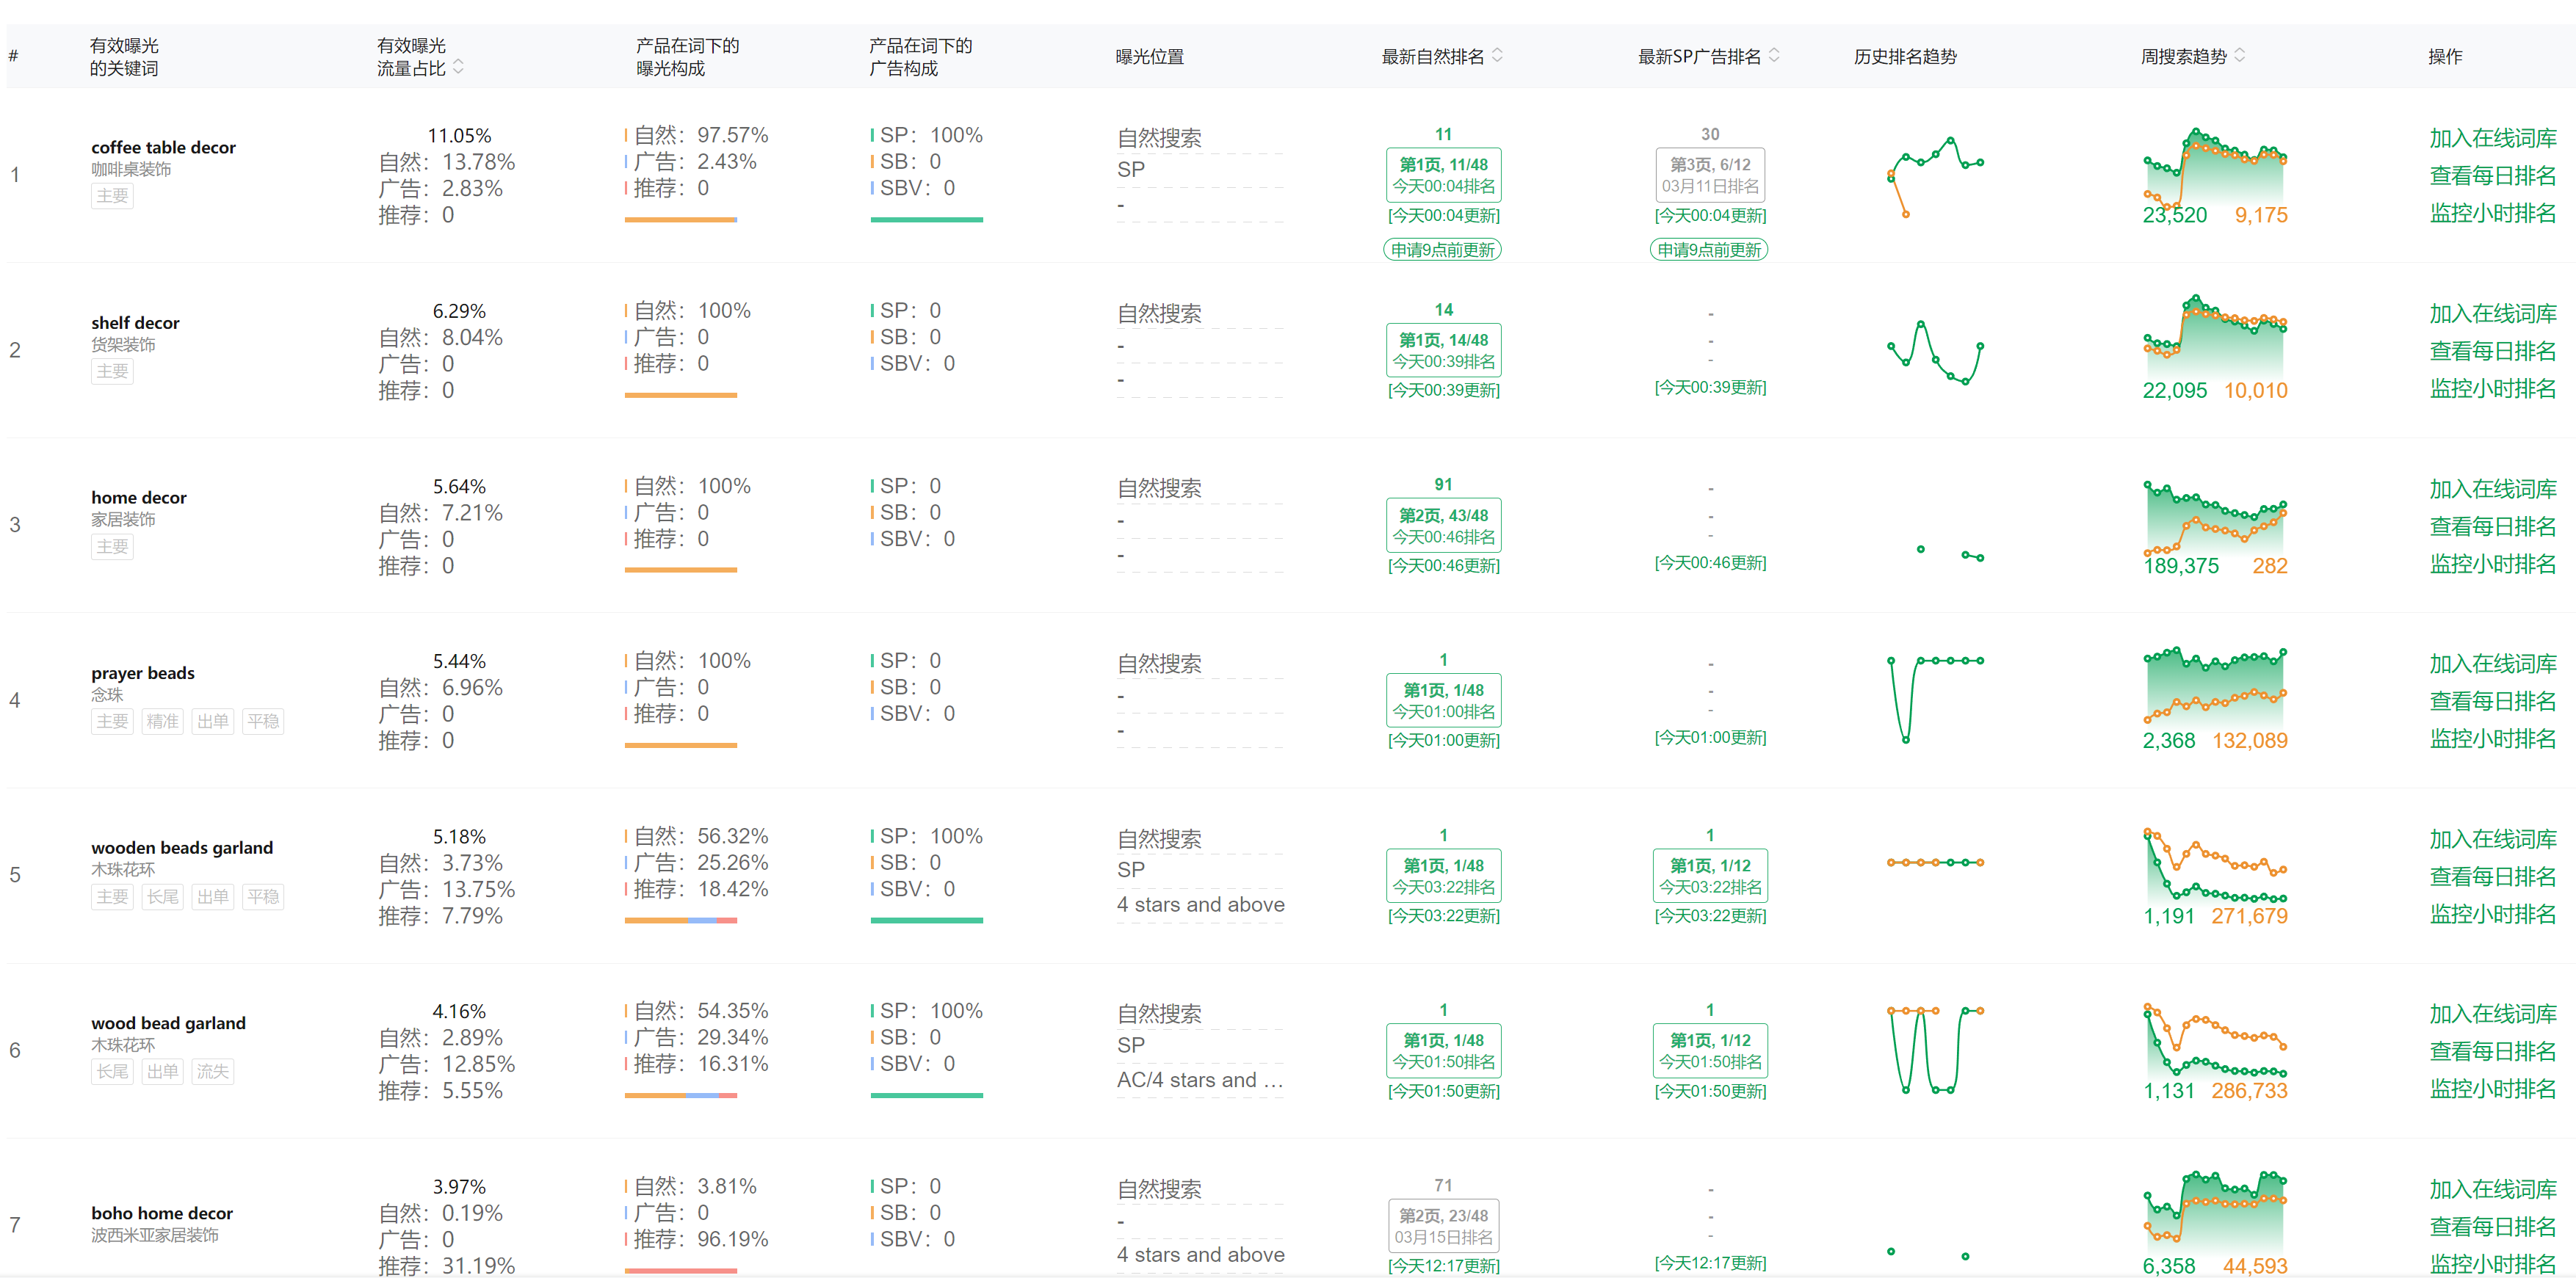 #
有效曝光
的关键词
有效曝光
流量占比
产品在词下的
曝光构成
产品在词下的
广告构成
曝光位置
最新自然排名
最新SP广告排名
历史排名趋势
周搜索趋势
操作
1
coffee table decor
咖啡桌装饰
主要
11.05%
自然：13.78%
广告：2.83%
推荐：0
自然：97.57%
广告：2.43%
推荐：0
SP：100%
SB：0
SBV：0
自然搜索
SP
-
11
第1页, 11/48
今天00:04排名
[今天00:04更新]
申请9点前更新
30
第3页, 6/12
03月11日排名
[今天00:04更新]
申请9点前更新
23,520 9,175
加入在线词库
查看每日排名
监控小时排名
2
shelf decor
货架装饰
主要
6.29%
自然：8.04%
广告：0
推荐：0
自然：100%
广告：0
推荐：0
SP：0
SB：0
SBV：0
自然搜索
-
-
14
第1页, 14/48
今天00:39排名
[今天00:39更新]
-
-
-
[今天00:39更新]
22,095 10,010
加入在线词库
查看每日排名
监控小时排名
3
home decor
家居装饰
主要
5.64%
自然：7.21%
广告：0
推荐：0
自然：100%
广告：0
推荐：0
SP：0
SB：0
SBV：0
自然搜索
-
-
91
第2页, 43/48
今天00:46排名
[今天00:46更新]
-
-
-
[今天00:46更新]
189,375 282
加入在线词库
查看每日排名
监控小时排名
4
prayer beads
念珠
主要 精准 出单 平稳
5.44%
自然：6.96%
广告：0
推荐：0
自然：100%
广告：0
推荐：0
SP：0
SB：0
SBV：0
自然搜索
-
-
1
第1页, 1/48
今天01:00排名
[今天01:00更新]
-
-
-
[今天01:00更新]
2,368 132,089
加入在线词库
查看每日排名
监控小时排名
5
wooden beads garland
木珠花环
主要 长尾 出单 平稳
5.18%
自然：3.73%
广告：13.75%
推荐：7.79%
自然：56.32%
广告：25.26%
推荐：18.42%
SP：100%
SB：0
SBV：0
自然搜索
SP
4 stars and above
1
第1页, 1/48
今天03:22排名
[今天03:22更新]
1
第1页, 1/12
今天03:22排名
[今天03:22更新]
1,191 271,679
加入在线词库
查看每日排名
监控小时排名
6
wood bead garland
木珠花环
长尾 出单 流失
4.16%
自然：2.89%
广告：12.85%
推荐：5.55%
自然：54.35%
广告：29.34%
推荐：16.31%
SP：100%
SB：0
SBV：0
自然搜索
SP
AC/4 stars and ...
1
第1页, 1/48
今天01:50排名
[今天01:50更新]
1
第1页, 1/12
今天01:50排名
[今天01:50更新]
1,131 286,733
加入在线词库
查看每日排名
监控小时排名
7
boho home decor
波西米亚家居装饰
3.97%
自然：0.19%
广告：0
推荐：31.19%
自然：3.81%
广告：0
推荐：96.19%
SP：0
SB：0
SBV：0
自然搜索
-
4 stars and above
71
第2页, 23/48
03月15日排名
[今天12:17更新]
-
-
-
[今天12:17更新]
6,358 44,593
加入在线词库
查看每日排名
监控小时排名